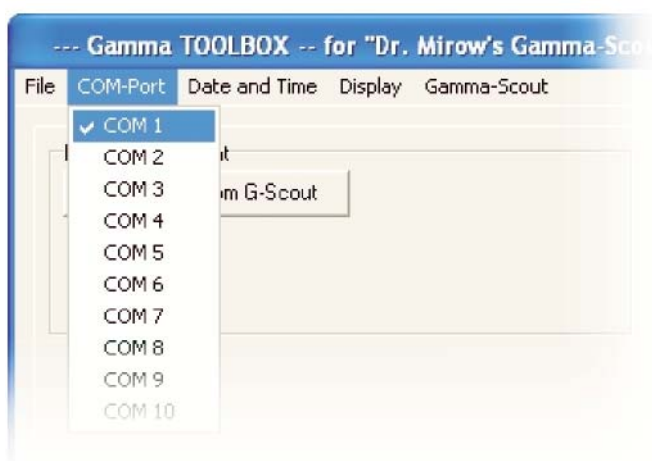 --- Gamma TOOLBOX -- for "Dr. Mirow's Gamma-Sco
File COM-Port Date and Time Display Gamma-Scout
COM 1
COM 2
COM 3
G-Scout
COM 4
COM 5
COM 6
COM 7
COM 8
COM 9
COM 10